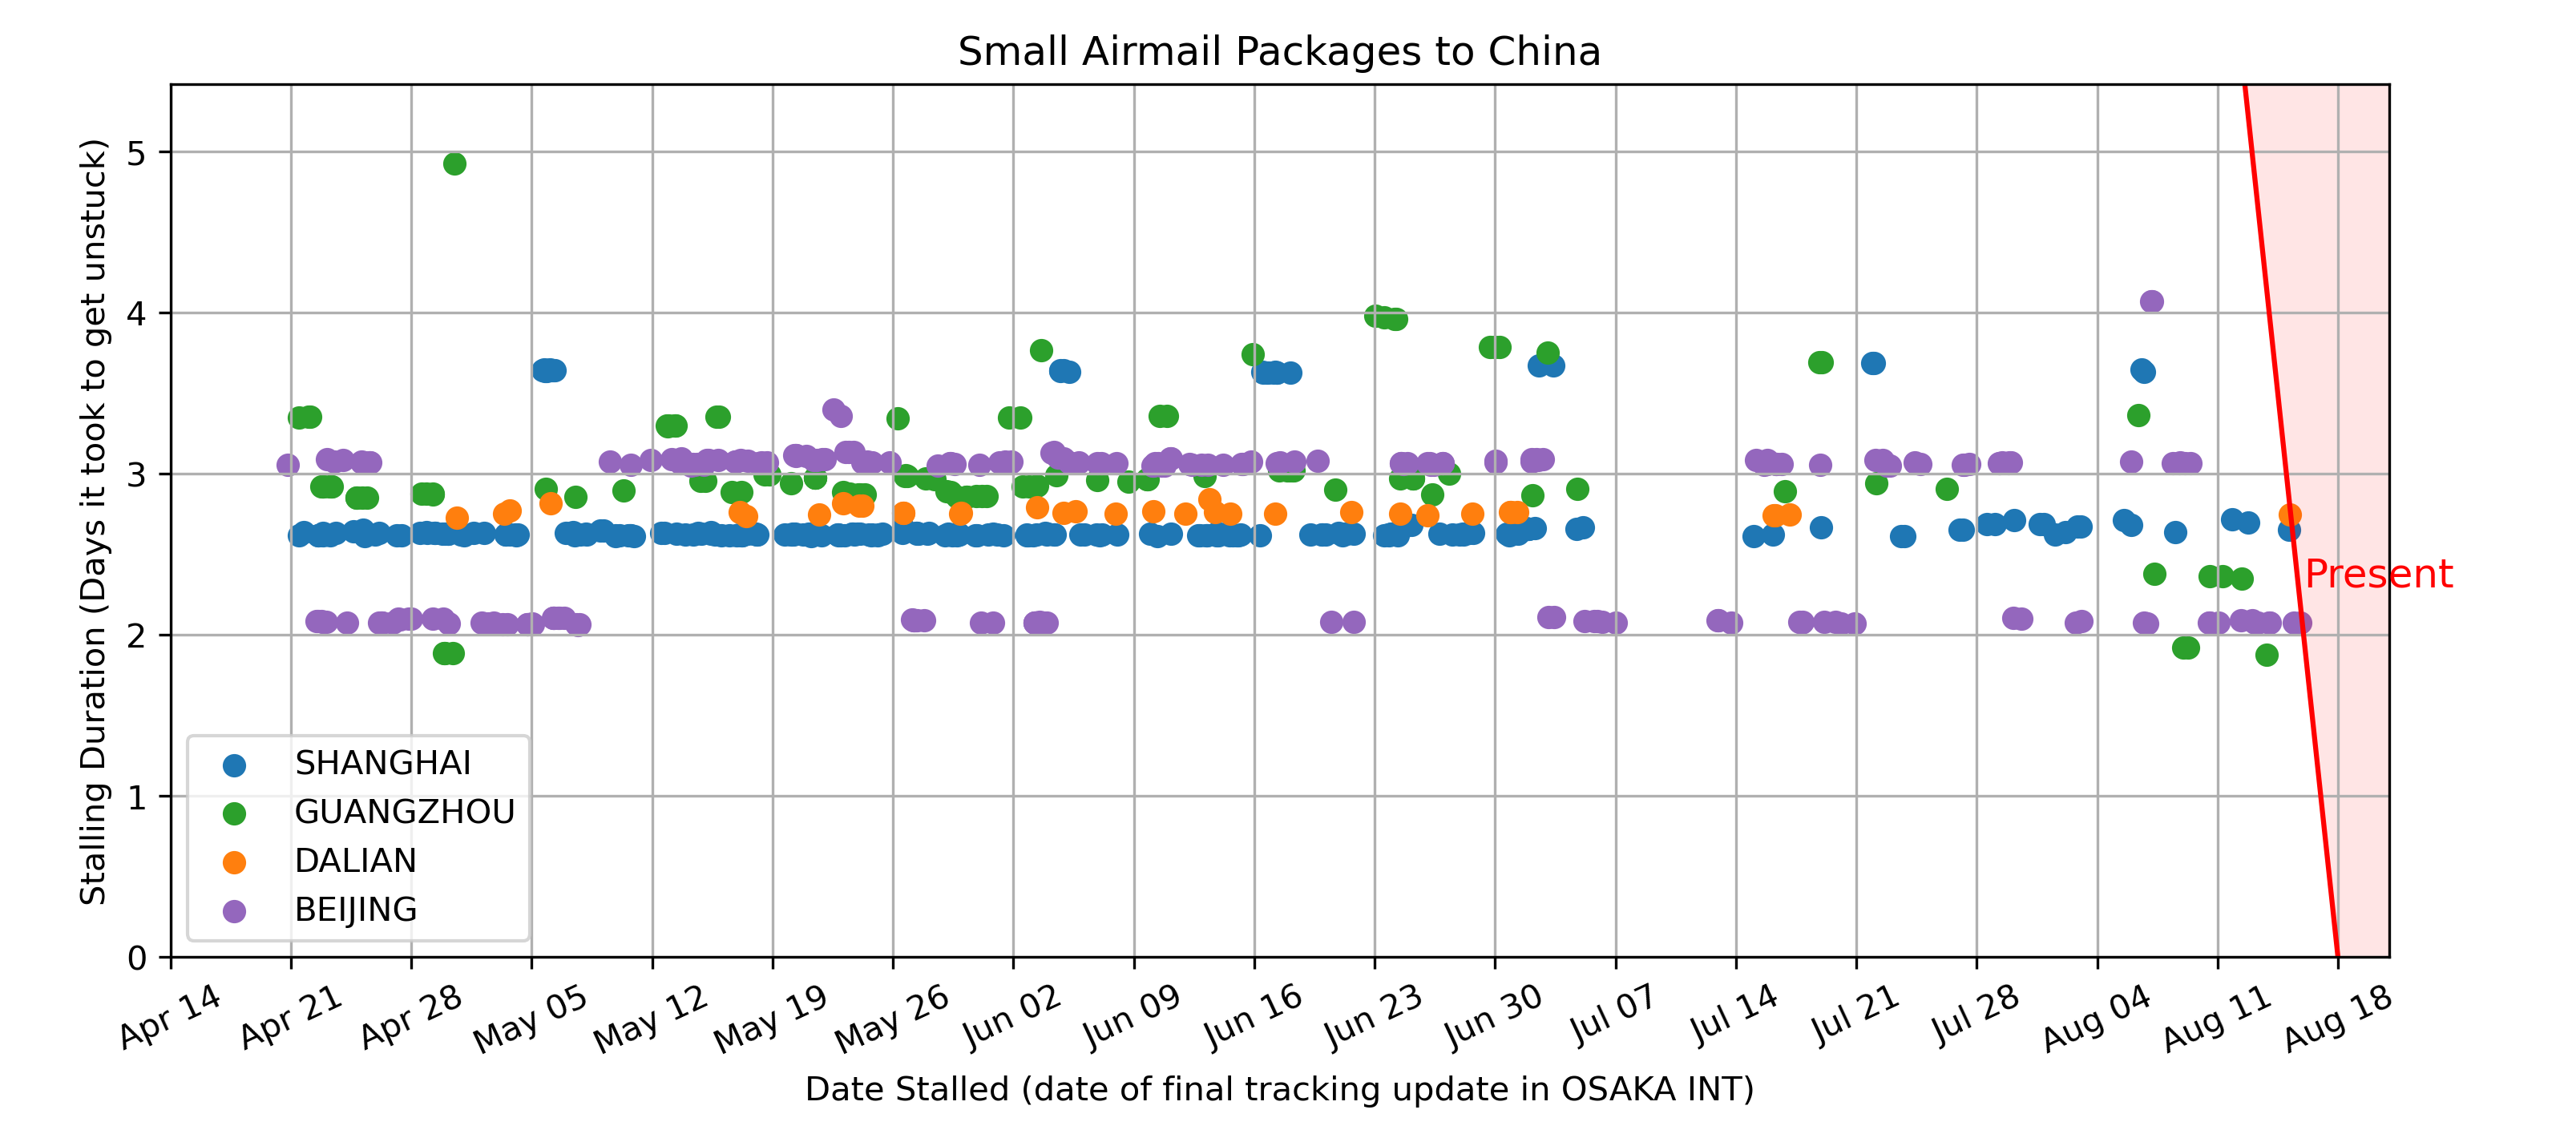 Small Airmail Packages to China
Stalling Duration (Days it took to get unstuck)
5
4
3
2
1
0
Present
SHANGHAI
GUANGZHOU
DALIAN
BEIJING
Apr 14 Apr 21 Apr 28 May 05 May 12 May 19 May 26 Jun 02 Jun 09 Jun 16 Jun 23 Jun 30 Jul 07 Jul 14 Jul 21 Jul 28 Aug 04 Aug 11 Aug 18
Date Stalled (date of final tracking update in OSAKA INT)